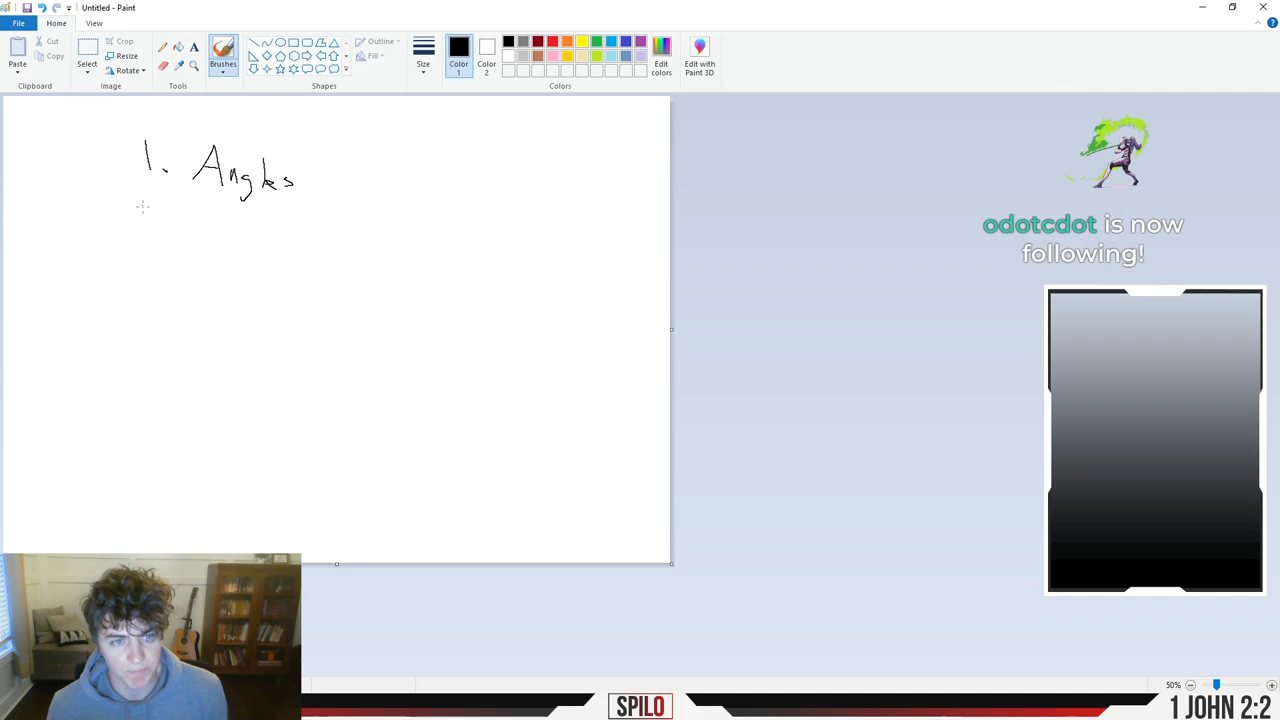 Untitled - Paint
File
Home
View
Paste
Cut
Copy
Clipboard
Select
Crop
Resize
Rotate
Image
A
Tools
Brushes
Shapes
Outline
Fill
Size
Color 1
Color 2
Colors
Edit colors
Edit with Paint 3D
1. Angles
odotcdot is now
following!
50%
SPILO
1 JOHN 2:2